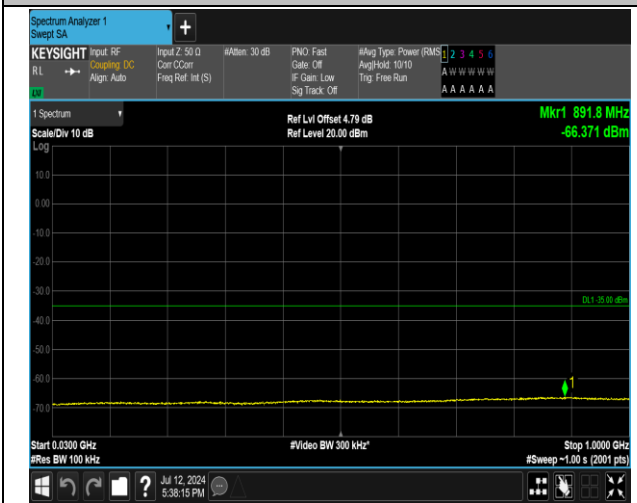 Spectrum Analyzer 1
Swept SA
+
KEYSIGHT Input: RF Input Z: 50 Ω #Atten: 30 dB PNO: Fast #Avg Type: Power (RMS 1 2 3 4 5 6
RL Coupling: DC Corr CCorr Gate: Off Avg|Hold: 10/10 A W W W W W
Align: Auto Freq Ref: Int (S) IF Gain: Low Trig: Free Run
Sig Track: Off A A A A A A
1 Spectrum Ref Lvl Offset 4.79 dB Mkr1 891.8 MHz
Scale/Div 10 dB Ref Level 20.00 dBm -66.371 dBm
Log
10.0
0.00
-10.0
-20.0
-30.0
DL1 -35.00 dBm
-40.0
-50.0
-60.0
1
-70.0
Start 0.0300 GHz #Video BW 300 kHz* Stop 1.0000 GHz
#Res BW 100 kHz #Sweep ~1.00 s (2001 pts)
? Jul 12, 2024
5:38:15 PM